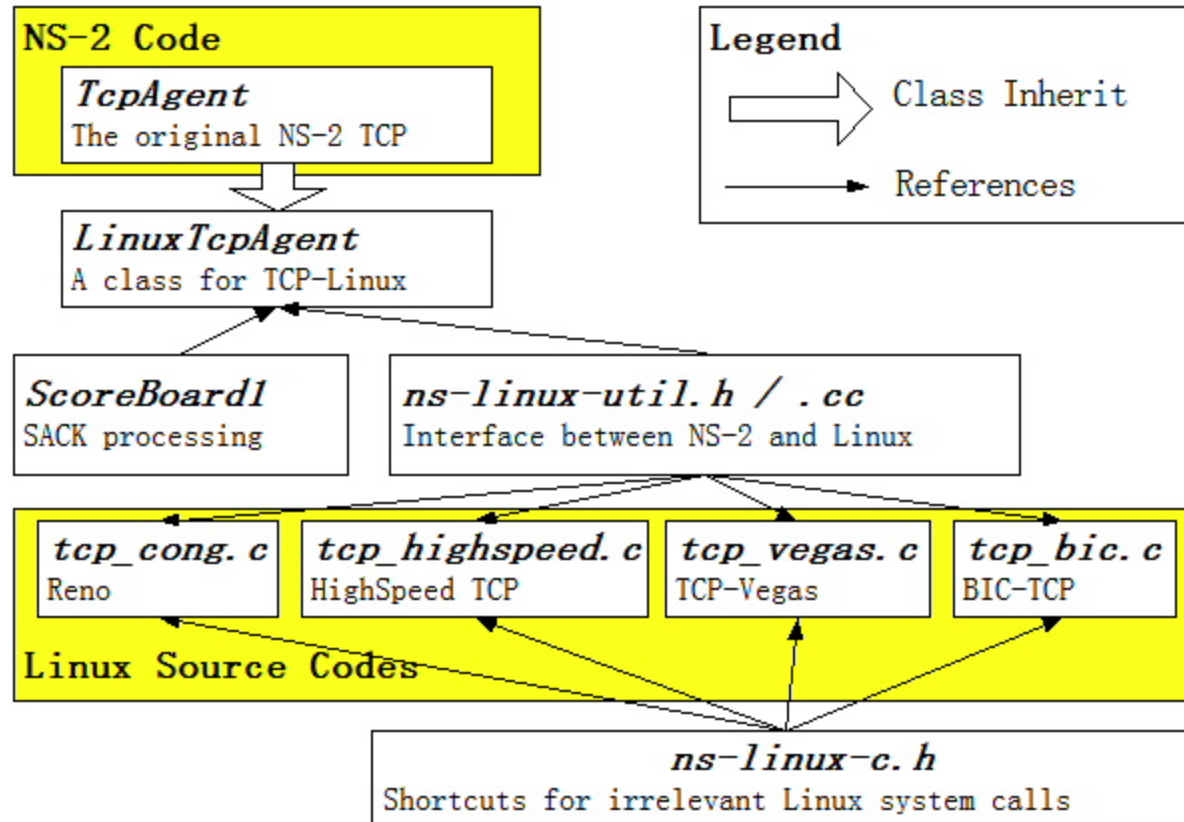 NS-2 Code
TcpAgent
The original NS-2 TCP
Legend
Class Inherit
References
LinuxTcpAgent
A class for TCP-Linux
ScoreBoard1
SACK processing
ns-linux-util.h / .cc
Interface between NS-2 and Linux
tcp_cong.c
Reno
tcp_highspeed.c
HighSpeed TCP
tcp_vegas.c
TCP-Vegas
tcp_bic.c
BIC-TCP
Linux Source Codes
ns-linux-c.h
Shortcuts for irrelevant Linux system calls